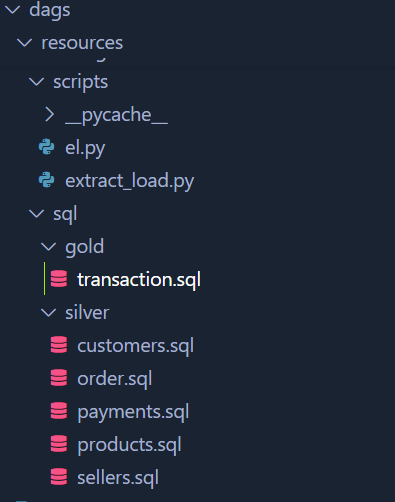 dags
resources
scripts
__pycache__
el.py
extract_load.py
sql
gold
transaction.sql
silver
customers.sql
order.sql
payments.sql
products.sql
sellers.sql